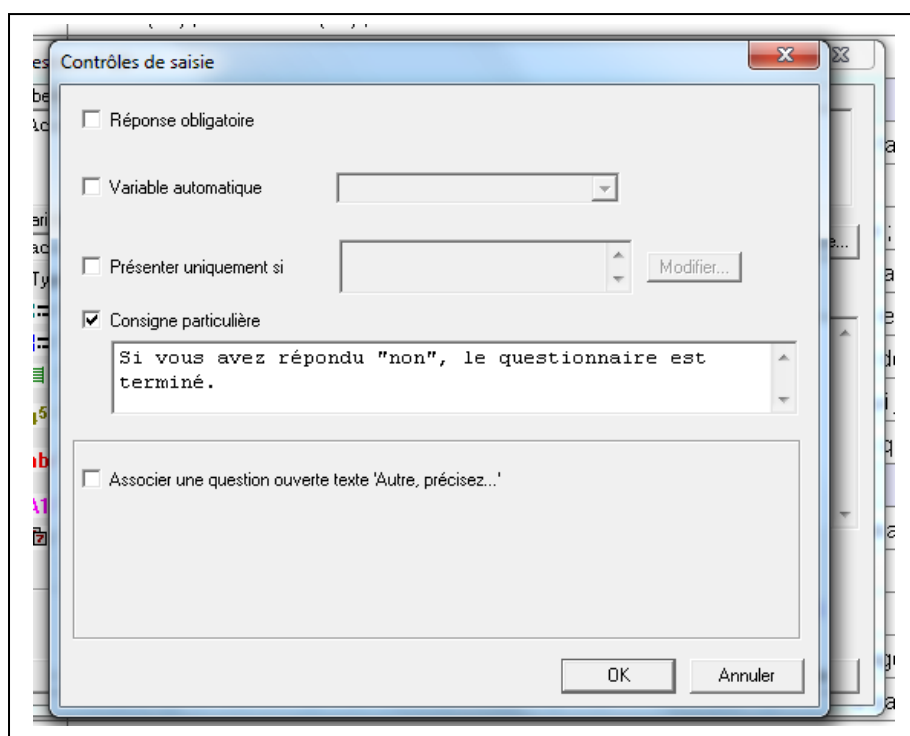 Contrôles de saisie
Réponse obligatoire
Variable automatique
Présenter uniquement si
Modifier...
Consigne particulière
Si vous avez répondu "non", le questionnaire est
terminé.
Associer une question ouverte texte 'Autre, précisez...'
OK
Annuler